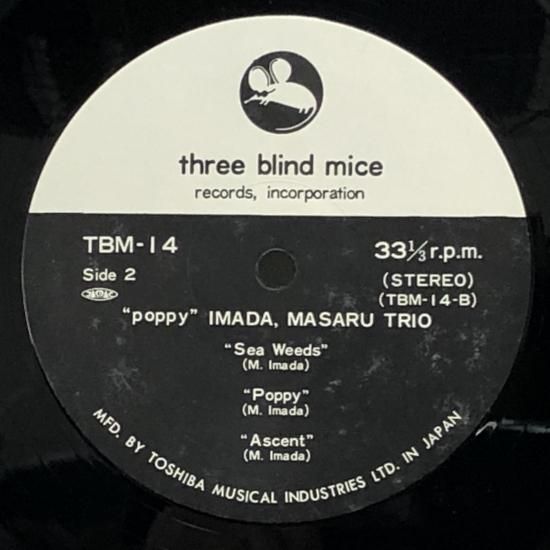 three blind mice
records, incorporation
TBM-14
33⅓ r.p.m.
Side 2
(STEREO)
(TBM-14-B)
"poppy" IMADA, MASARU TRIO
"Sea Weeds"
(M. Imada)
"Poppy"
(M. Imada)
"Ascent"
(M. Imada)
MFD. BY TOSHIBA MUSICAL INDUSTRIES LTD. IN JAPAN